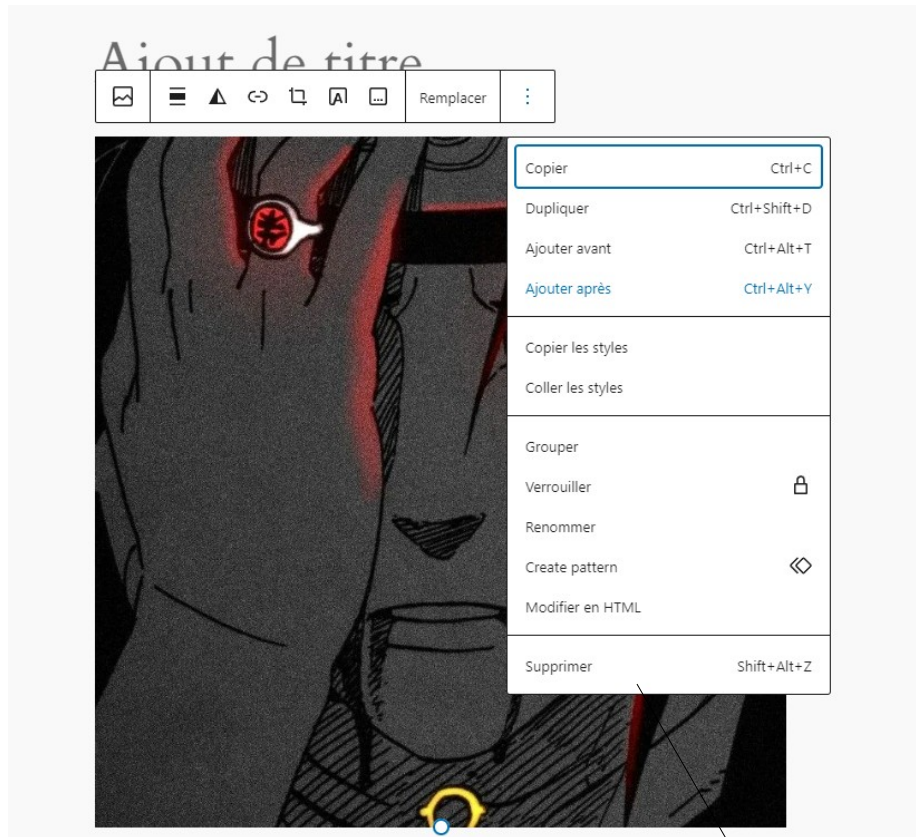 Ajout de titre
Remplacer
Copier Ctrl+C
Dupliquer Ctrl+Shift+D
Ajouter avant Ctrl+Alt+T
Ajouter après Ctrl+Alt+Y
Copier les styles
Coller les styles
Grouper
Verrouiller
Renommer
Create pattern
Modifier en HTML
Supprimer Shift+Alt+Z